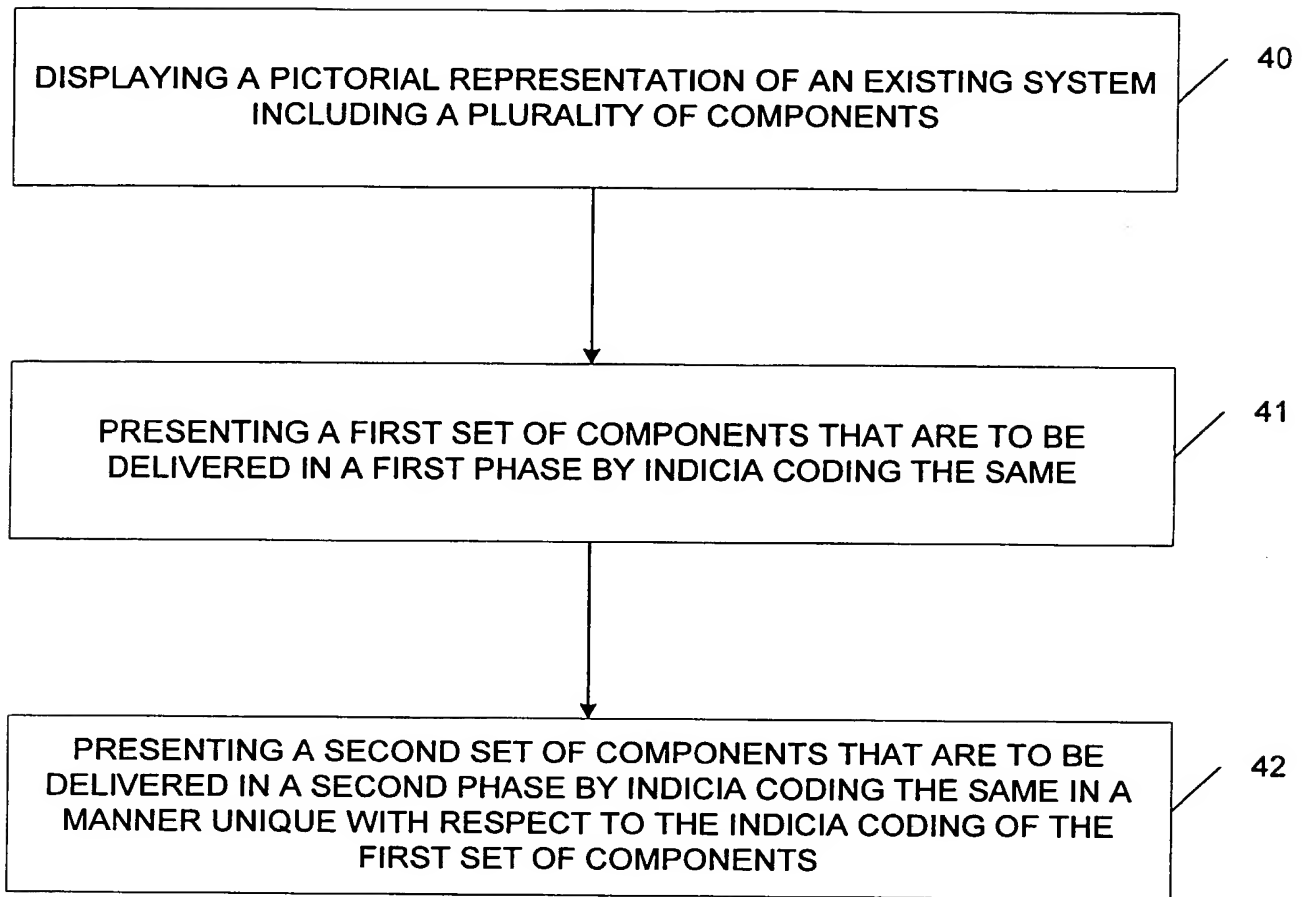 DISPLAYING A PICTORIAL REPRESENTATION OF AN EXISTING SYSTEM
INCLUDING A PLURALITY OF COMPONENTS
40
PRESENTING A FIRST SET OF COMPONENTS THAT ARE TO BE
DELIVERED IN A FIRST PHASE BY INDICIA CODING THE SAME
41
PRESENTING A SECOND SET OF COMPONENTS THAT ARE TO BE
DELIVERED IN A SECOND PHASE BY INDICIA CODING THE SAME IN A
MANNER UNIQUE WITH RESPECT TO THE INDICIA CODING OF THE
FIRST SET OF COMPONENTS
42